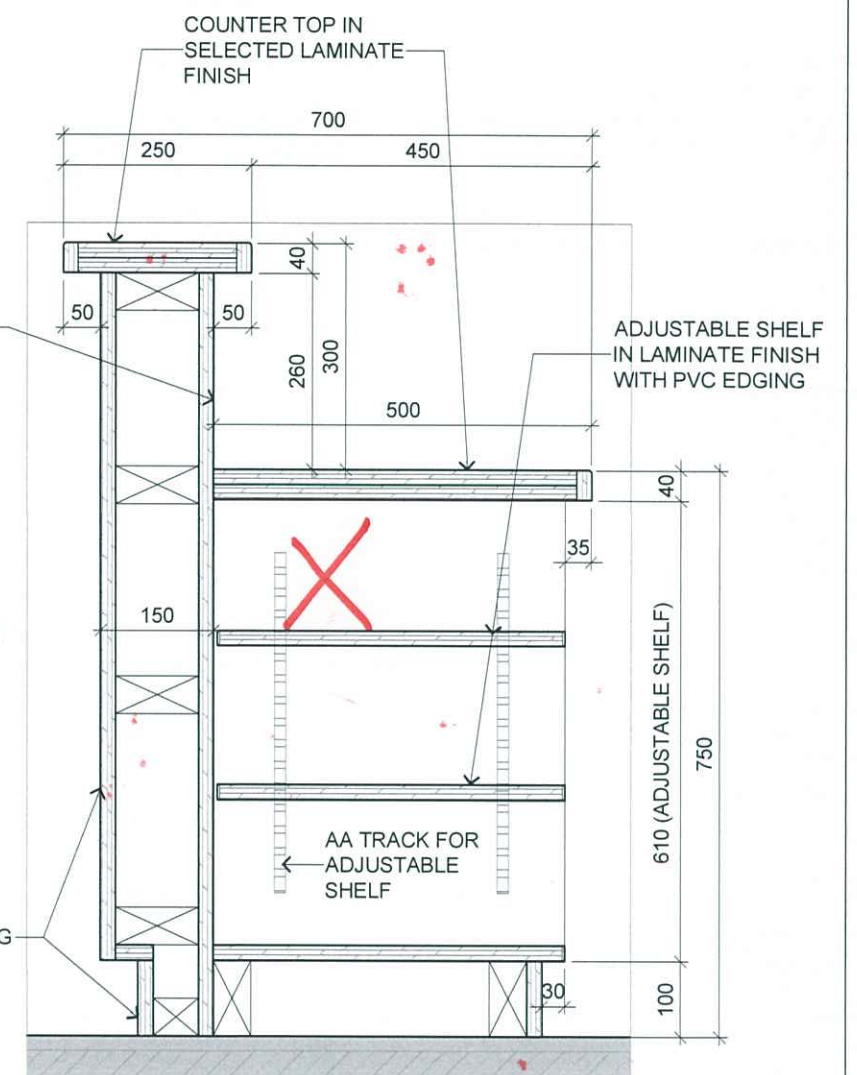 COUNTER TOP IN
SELECTED LAMINATE
FINISH
700
250
450
40
50
50
260
300
500
ADJUSTABLE SHELF
IN LAMINATE FINISH
WITH PVC EDGING
40
35
150
610 (ADJUSTABLE SHELF)
750
AA TRACK FOR
ADJUSTABLE
SHELF
G
30
100